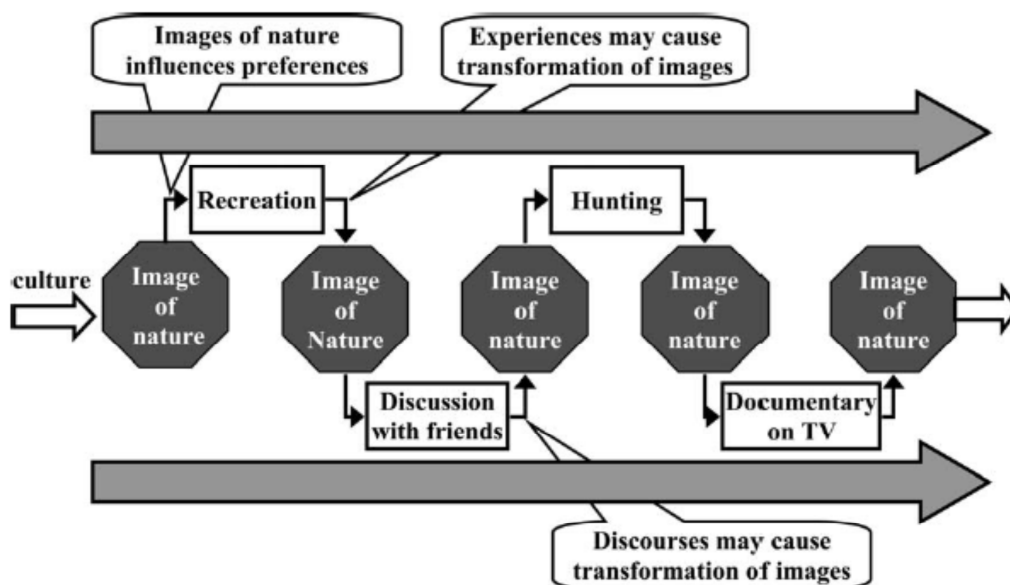 Images of nature
influences preferences
Experiences may cause
transformation of images
Recreation
Hunting
culture
Image
of
nature
Image
of
Nature
Image
of
nature
Image
of
nature
Image
of
nature
Discussion
with friends
Documentary
on TV
Discourses may cause
transformation of images